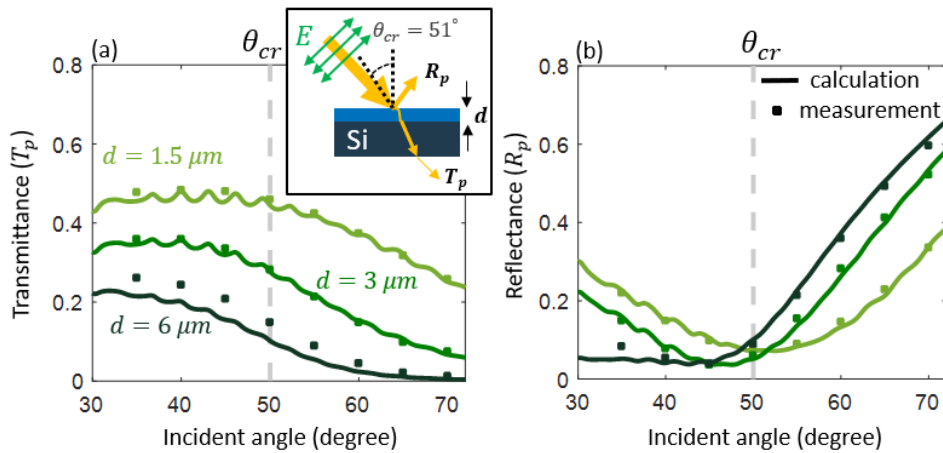 (a)
θcr
0.8
0.6
0.4
0.2
0
Transmittance (Tp)
d = 1.5 μm
d = 3 μm
d = 6 μm
30
40
50
60
70
Incident angle (degree)
E
θcr = 51°
Rp
d
Si
Tp
(b)
θcr
calculation
measurement
0.8
0.6
0.4
0.2
0
Reflectance (Rp)
30
40
50
60
70
Incident angle (degree)